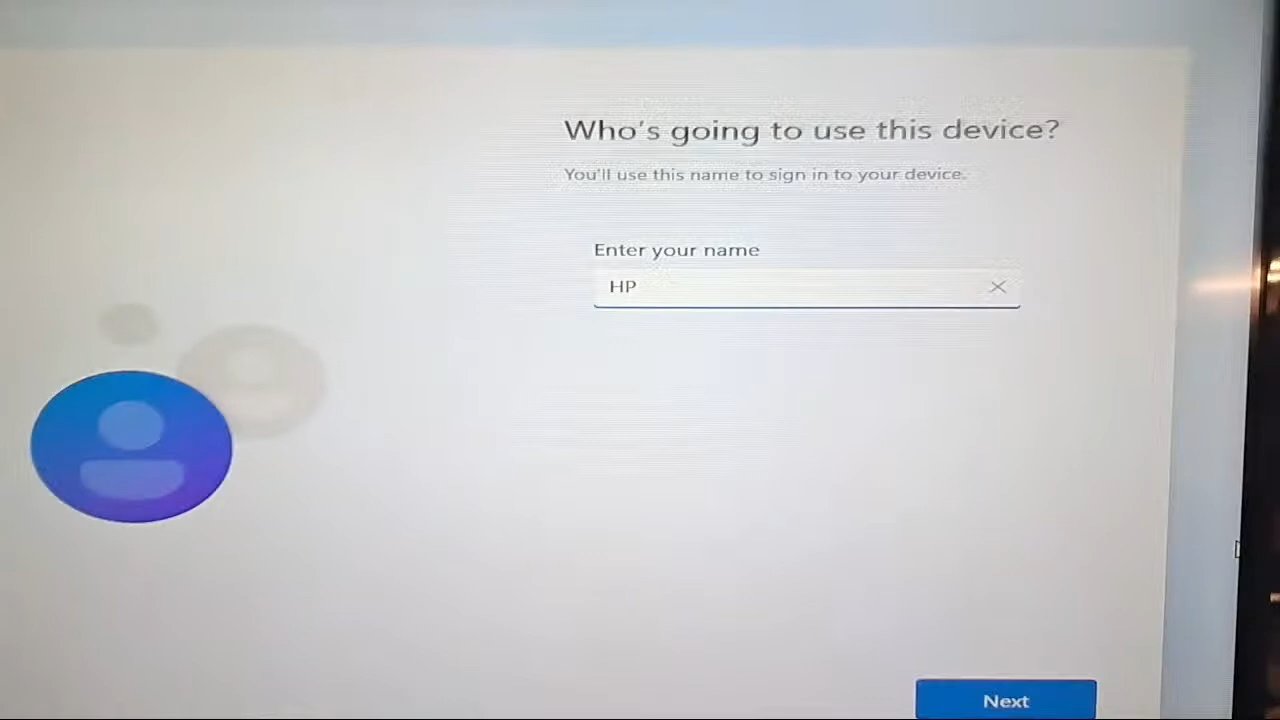 Who's going to use this device?
You'll use this name to sign in to your device.
Enter your name
HP
Next